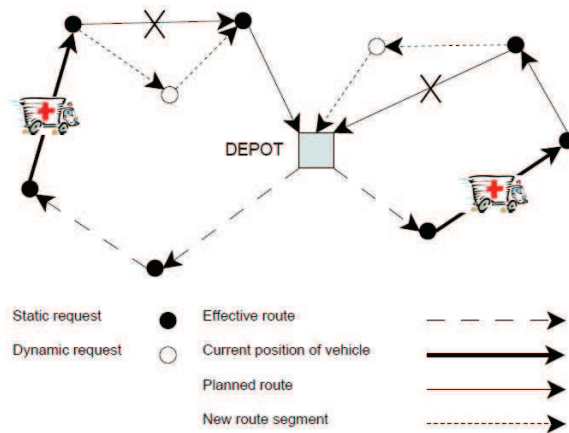 DEPOT
Static request Effective route
Dynamic request Current position of vehicle
Planned route
New route segment